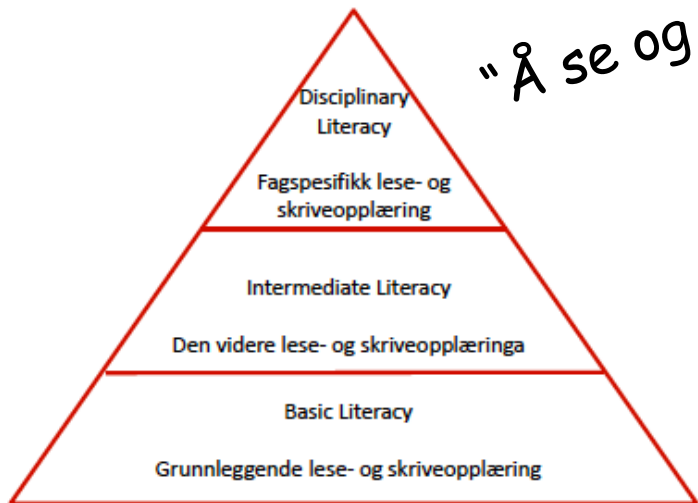 "Å se og
Disciplinary
Literacy
Fagspesifikk lese- og
skriveopplæring
Intermediate Literacy
Den videre lese- og skriveopplæringa
Basic Literacy
Grunnleggende lese- og skriveopplæring